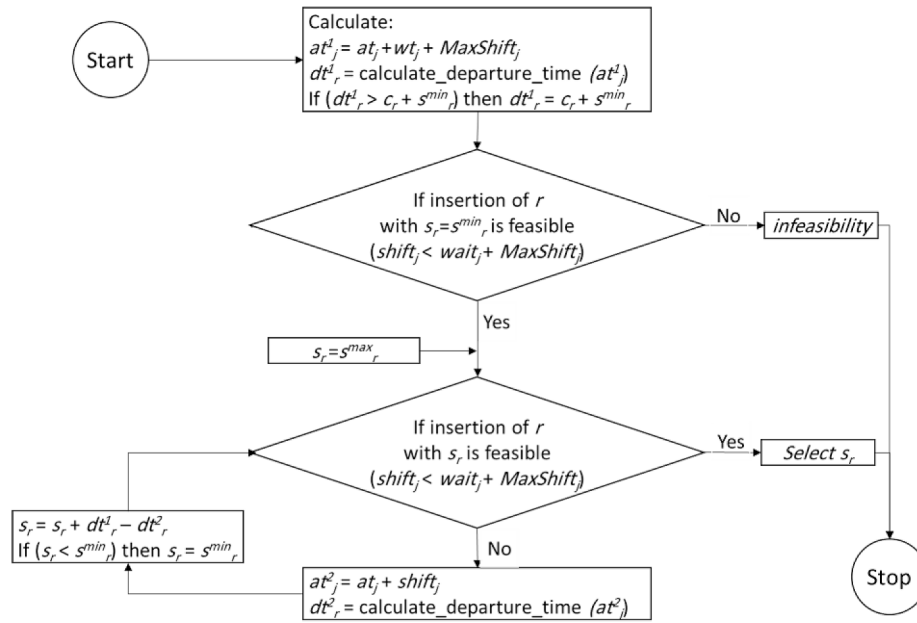 Start
Calculate:
at¹ⱼ = atⱼ +wtⱼ + MaxShiftⱼ
dt¹ᵣ = calculate_departure_time (at¹ⱼ)
If (dt¹ᵣ > cᵣ + sᵐⁱⁿᵣ) then dt¹ᵣ = cᵣ + sᵐⁱⁿᵣ
If insertion of r
with sᵣ=sᵐⁱⁿᵣ is feasible
(shiftⱼ < waitⱼ + MaxShiftⱼ)
No
infeasibility
Yes
sᵣ=sᵐᵃˣᵣ
If insertion of r
with sᵣ is feasible
(shiftⱼ < waitⱼ + MaxShiftⱼ)
Yes
Select sᵣ
sᵣ = sᵣ + dt¹ᵣ – dt²ᵣ
If (sᵣ < sᵐⁱⁿᵣ) then sᵣ = sᵐⁱⁿᵣ
No
at²ⱼ = atⱼ + shiftⱼ
dt²ᵣ = calculate_departure_time (at²ⱼ)
Stop